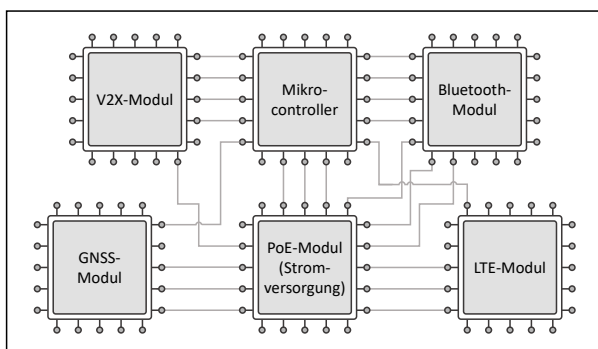 V2X-Modul
Mikro-
controller
Bluetooth-
Modul
GNSS-
Modul
PoE-Modul
(Strom-
versorgung)
LTE-Modul